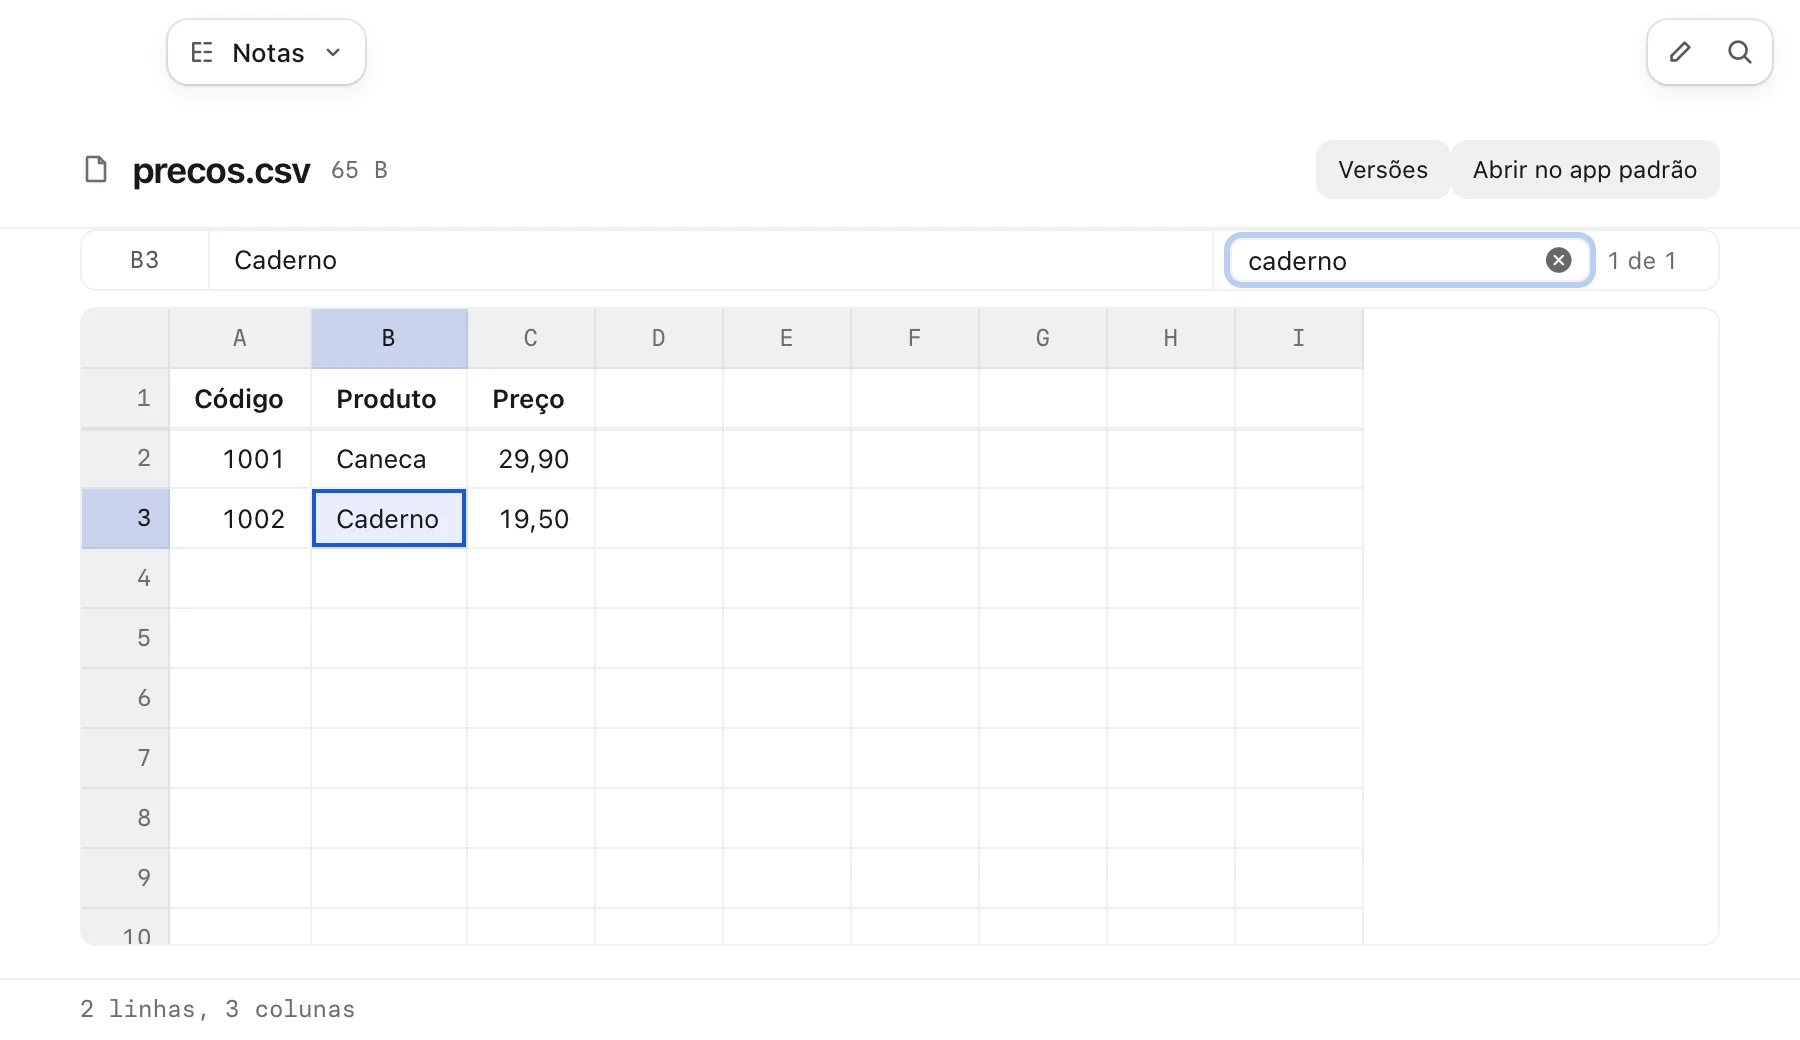 Notas
precos.csv 65 B Versões Abrir no app padrão
B3 Caderno caderno 1 de 1
A B C D E F G H I
1 Código Produto Preço
2 1001 Caneca 29,90
3 1002 Caderno 19,50
4
5
6
7
8
9
10
2 linhas, 3 colunas